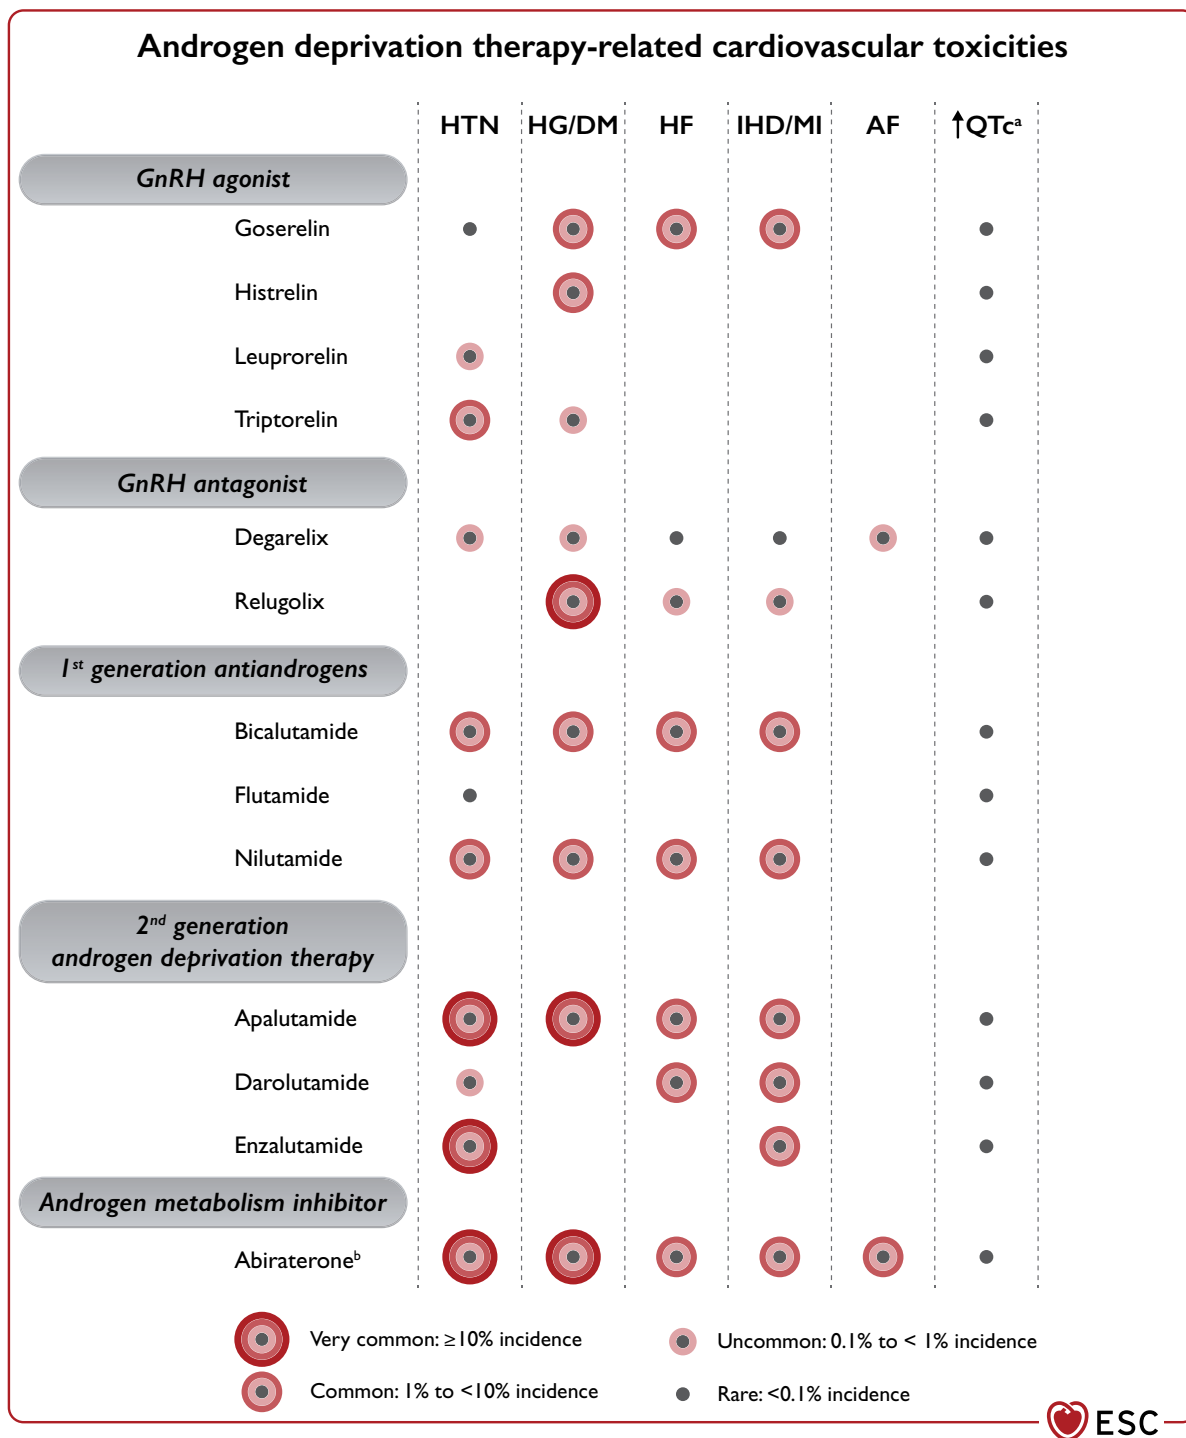 Androgen deprivation therapy-related cardiovascular toxicities
HTN HG/DM HF IHD/MI AF ↑QTcᵃ
GnRH agonist
Goserelin
Histrelin
Leuprorelin
Triptorelin
GnRH antagonist
Degarelix
Relugolix
1ˢᵗ generation antiandrogens
Bicalutamide
Flutamide
Nilutamide
2ⁿᵈ generation
androgen deprivation therapy
Apalutamide
Darolutamide
Enzalutamide
Androgen metabolism inhibitor
Abirateroneᵇ
Very common: ≥10% incidence
Uncommon: 0.1% to < 1% incidence
Common: 1% to <10% incidence
Rare: <0.1% incidence
ESC